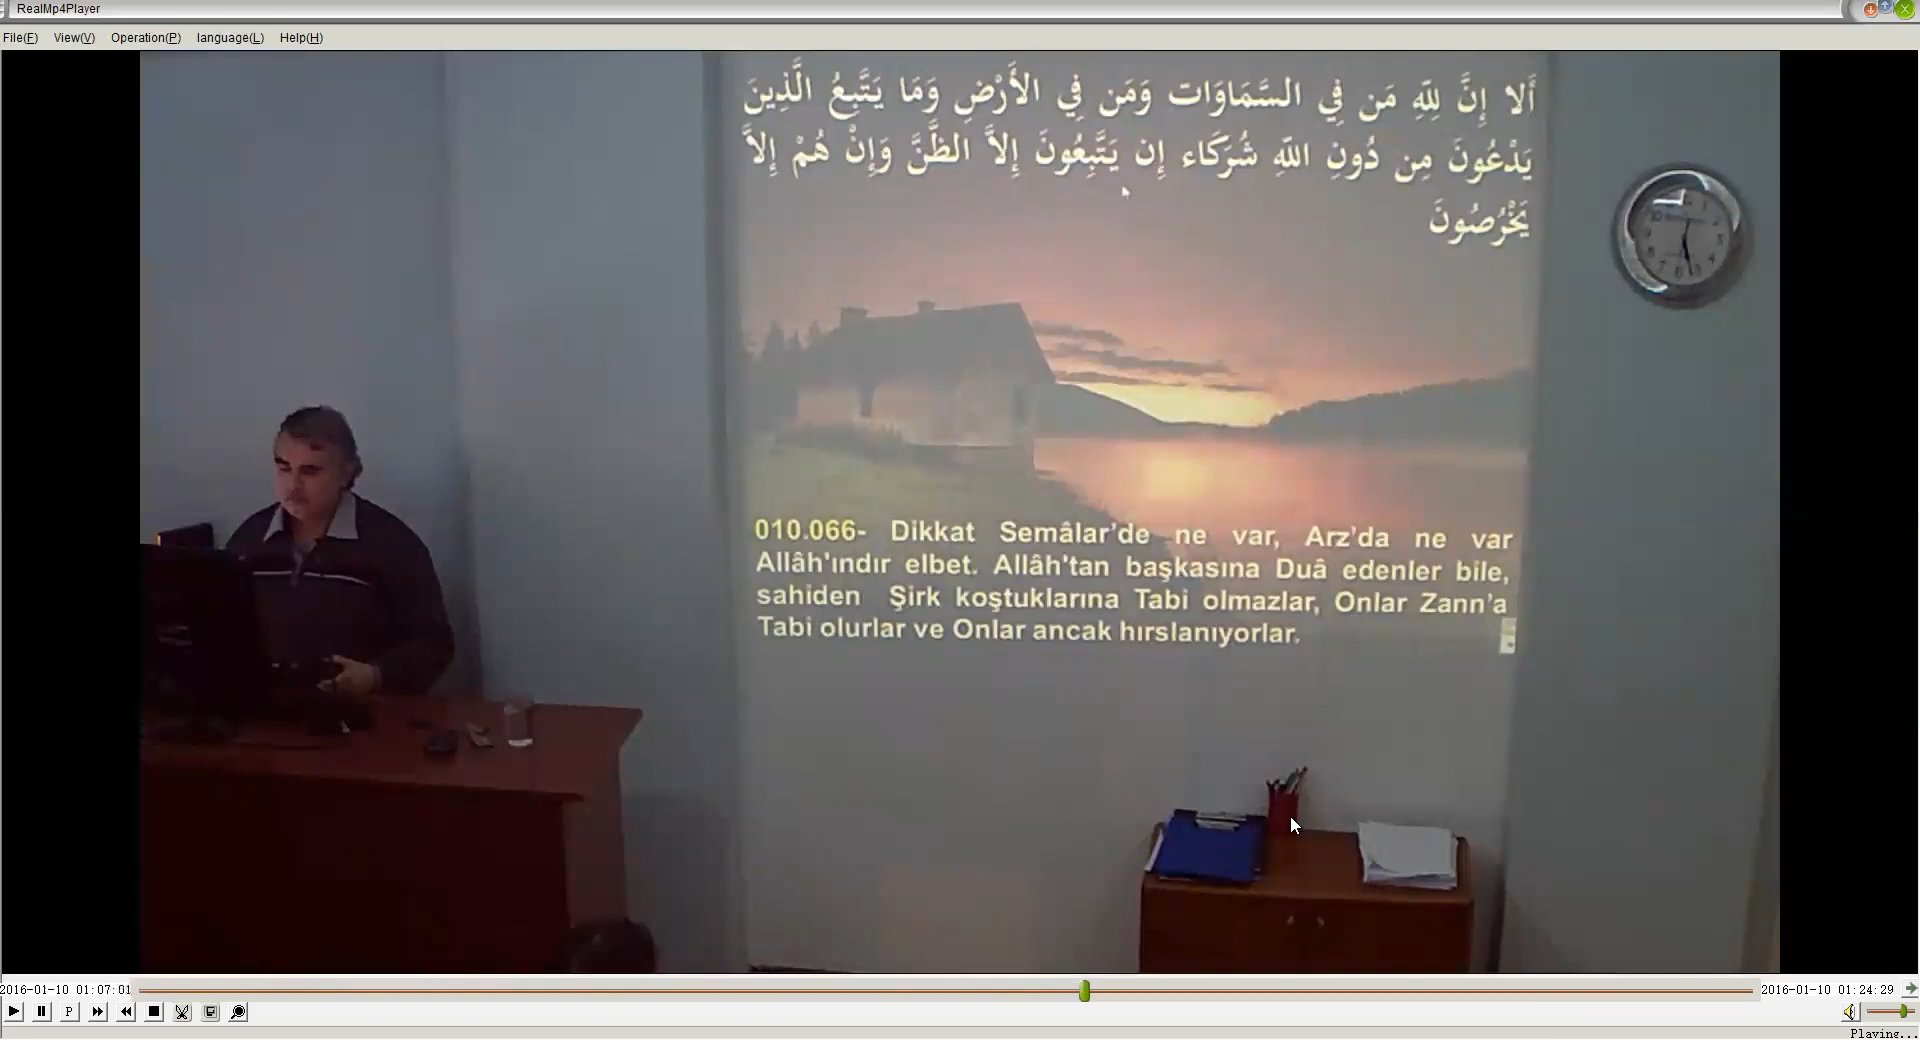 RealMp4Player
File(F) View(V) Operation(P) language(L) Help(H)
أَلا إِنَّ لِلّهِ مَن فِي السَّمَاوَات وَمَن فِي الأَرْضِ وَمَا يَتَّبِعُ الَّذِينَ
يَدْعُونَ مِن دُونِ اللّهِ شُرَكَاء إِن يَتَّبِعُونَ إِلاَّ الظَّنَّ وَإِنْ هُمْ إِلاَّ
يَخْرُصُونَ
010.066- Dikkat Semâlar’de ne var, Arz’da ne var
Allâh'ındır elbet. Allâh'tan başkasına Duâ edenler bile,
sahiden Şirk koştuklarına Tabi olmazlar, Onlar Zann’a
Tabi olurlar ve Onlar ancak hırslanıyorlar.
2016-01-10 01:07:01 2016-01-10 01:24:29
P
Playing...